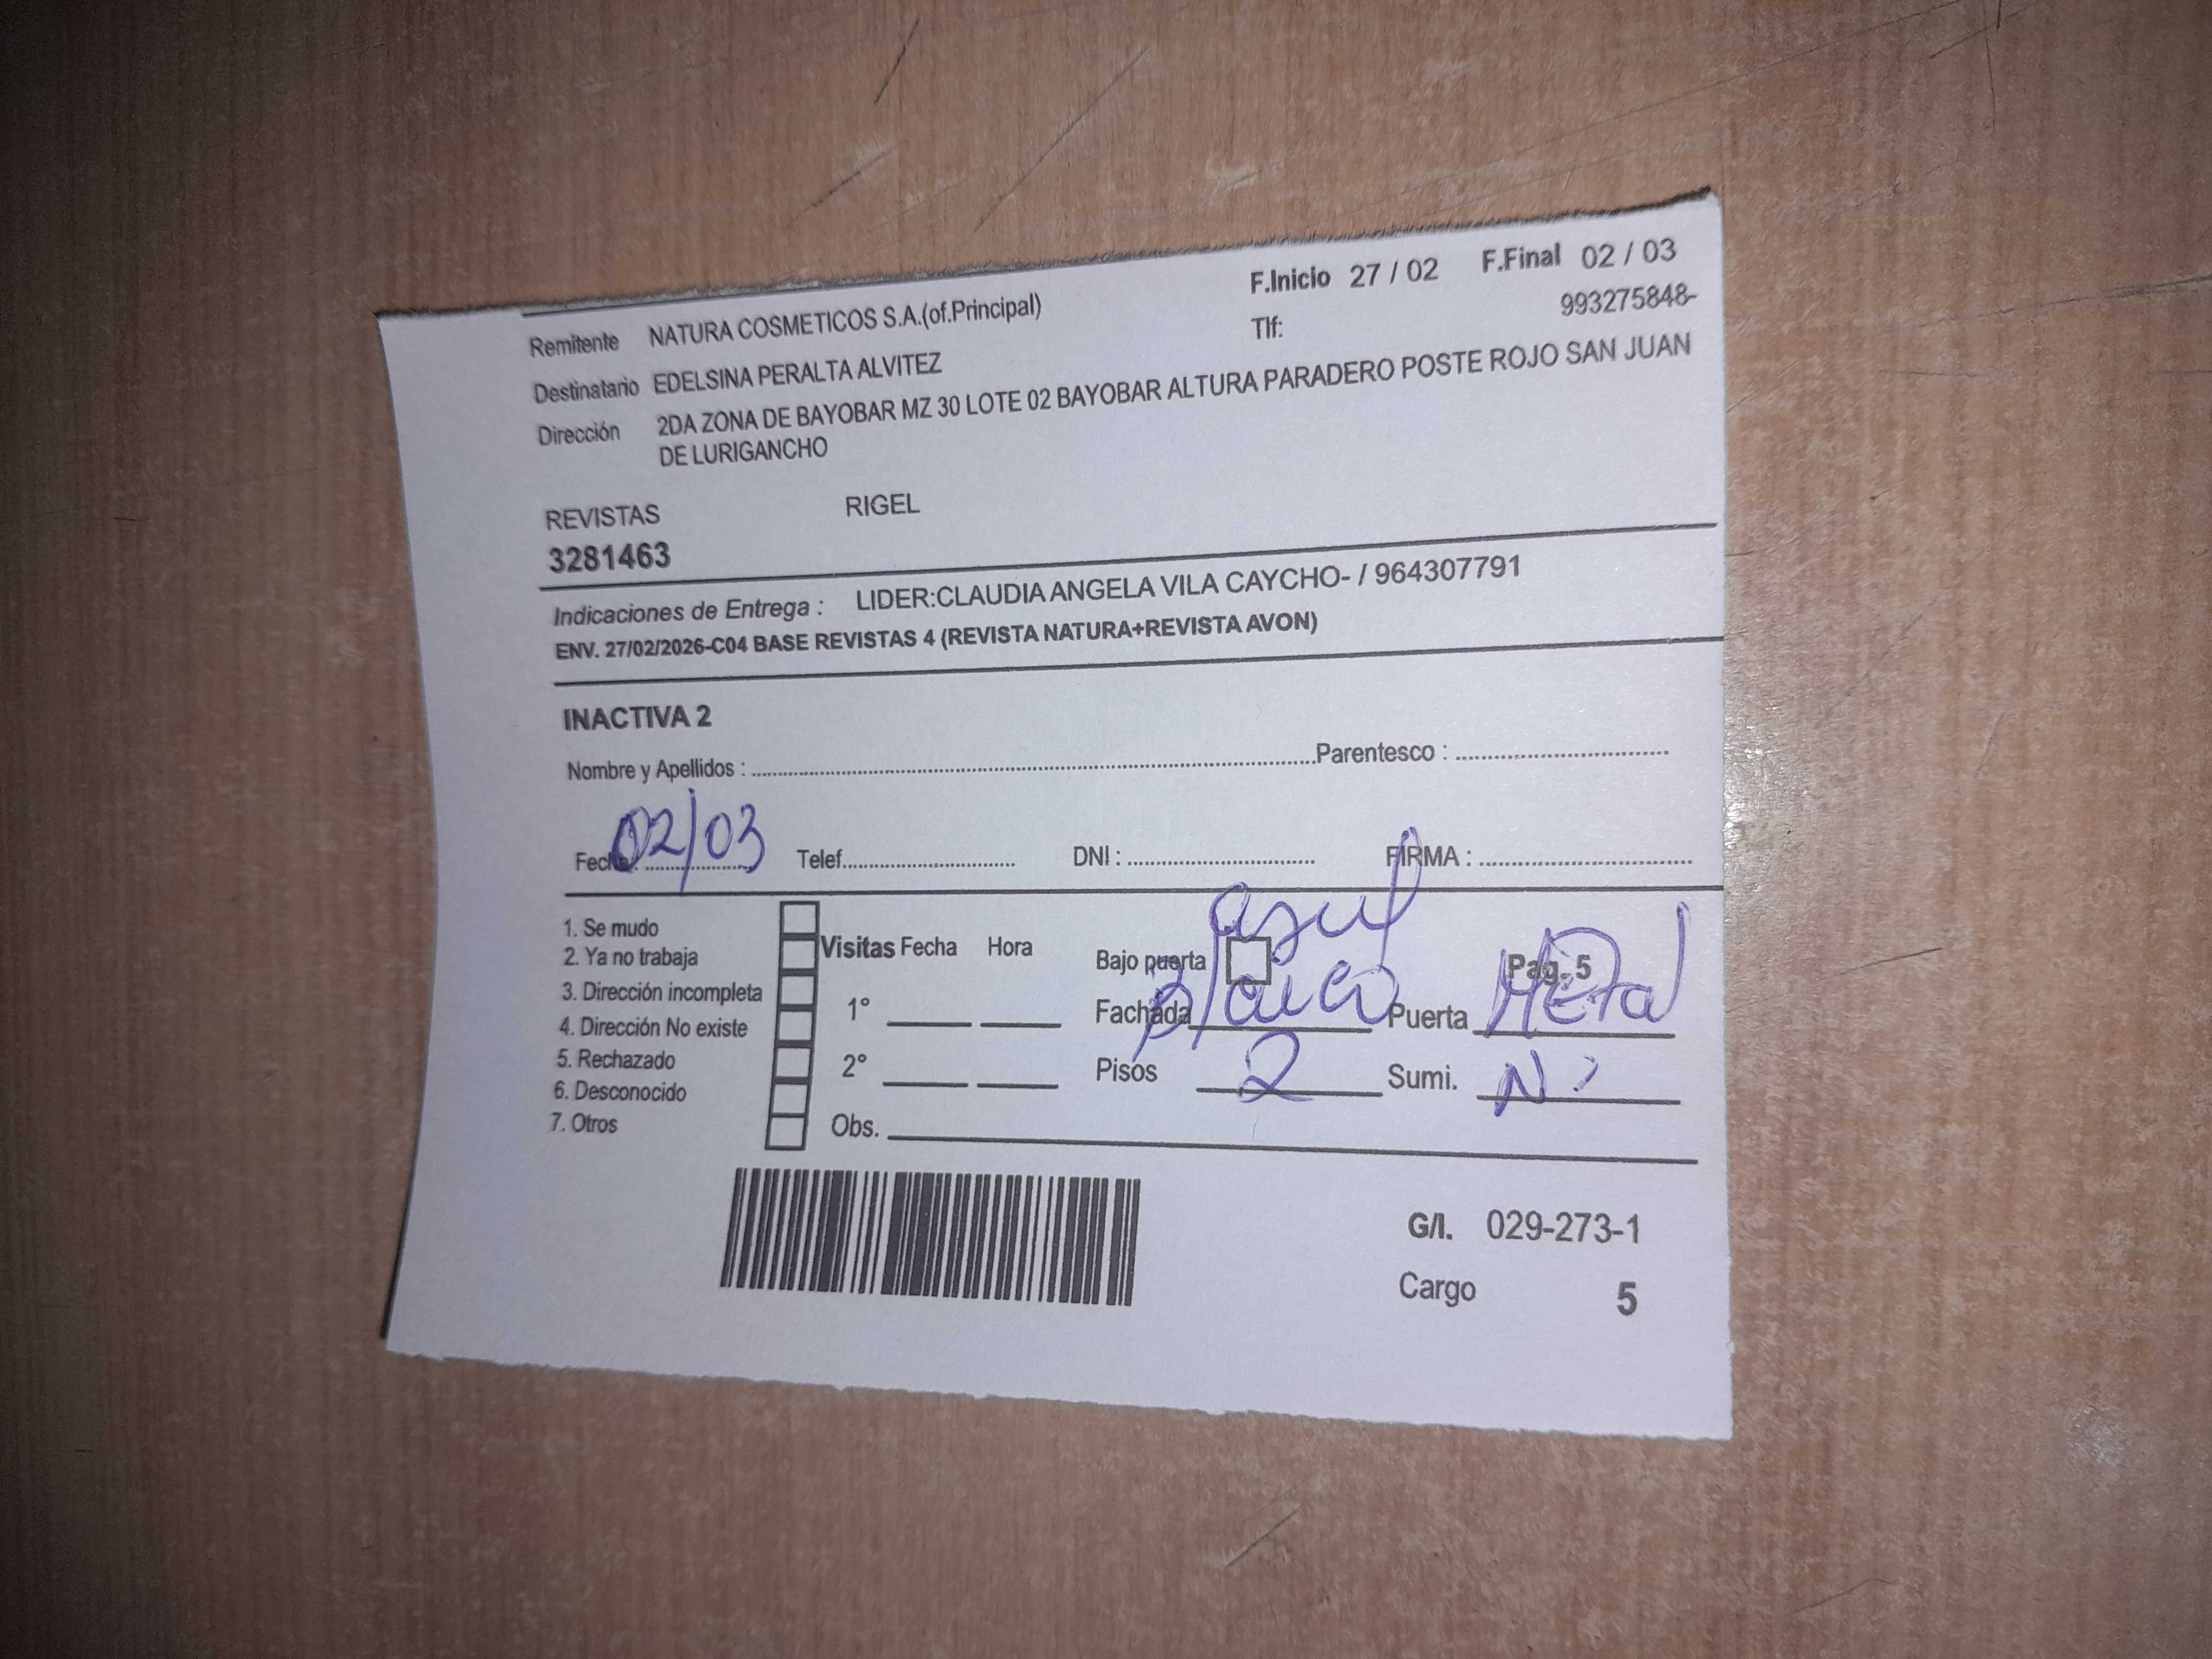 F.Inicio 27 / 02 F.Final 02 / 03
Remitente NATURA COSMETICOS S.A.(of.Principal) Tlf: 993275848-
Destinatario EDELSINA PERALTA ALVITEZ
Dirección 2DA ZONA DE BAYOBAR MZ 30 LOTE 02 BAYOBAR ALTURA PARADERO POSTE ROJO SAN JUAN
DE LURIGANCHO
REVISTAS RIGEL
3281463
Indicaciones de Entrega : LIDER:CLAUDIA ANGELA VILA CAYCHO- / 964307791
ENV. 27/02/2026-C04 BASE REVISTAS 4 (REVISTA NATURA+REVISTA AVON)
INACTIVA 2
Nombre y Apellidos : Parentesco :
Fecha: 02/03 Telef. DNI : FIRMA :
1. Se mudo
2. Ya no trabaja
3. Dirección incompleta
4. Dirección No existe
5. Rechazado
6. Desconocido
7. Otros
Visitas Fecha Hora
1°
2°
Obs.
azul
Bajo puerta Pag. 5
Fachada blanco Puerta Metal
Pisos 2 Sumi. N:
G/I. 029-273-1
Cargo 5